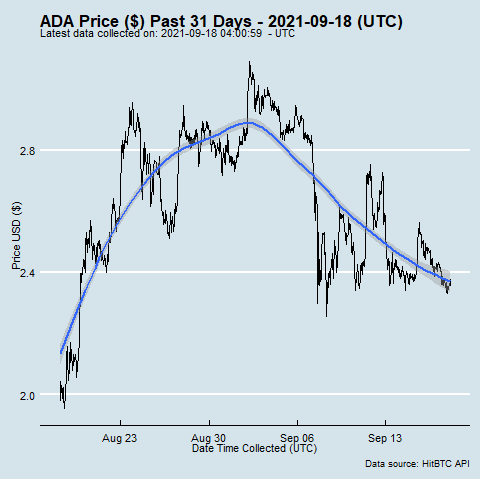 ADA Price ($) Past 31 Days - 2021-09-18 (UTC)
Latest data collected on: 2021-09-18 04:00:59  - UTC
Price USD ($)
2.8
2.4
2.0
Aug 23 Aug 30 Sep 06 Sep 13
Date Time Collected (UTC)
Data source: HitBTC API